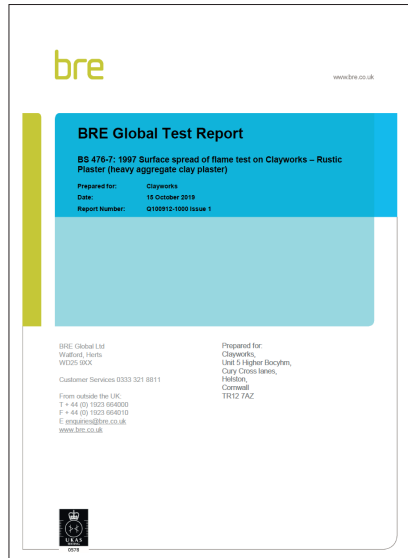 bre
www.bre.co.uk
BRE Global Test Report
BS 476-7: 1997 Surface spread of flame test on Clayworks – Rustic
Plaster (heavy aggregate clay plaster)
Prepared for: Clayworks
Date: 15 October 2019
Report Number: Q100912-1000 Issue 1
BRE Global Ltd
Watford, Herts
WD25 9XX
Customer Services 0333 321 8811
From outside the UK:
T + 44 (0) 1923 664000
F + 44 (0) 1923 664010
E enquiries@bre.co.uk
www.bre.co.uk
Prepared for:
Clayworks,
Unit 5 Higher Bocyhm,
Cury Cross lanes,
Helston,
Cornwall
TR12 7AZ
UKAS
TESTING
0578